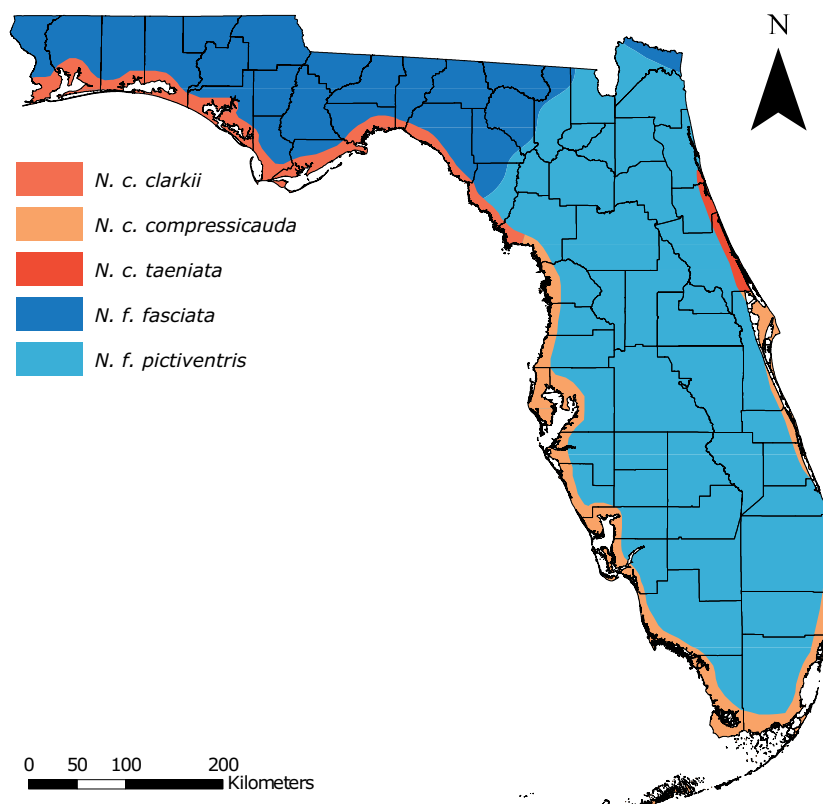 N
N. c. clarkii
N. c. compressicauda
N. c. taeniata
N. f. fasciata
N. f. pictiventris
0 50 100 200
Kilometers